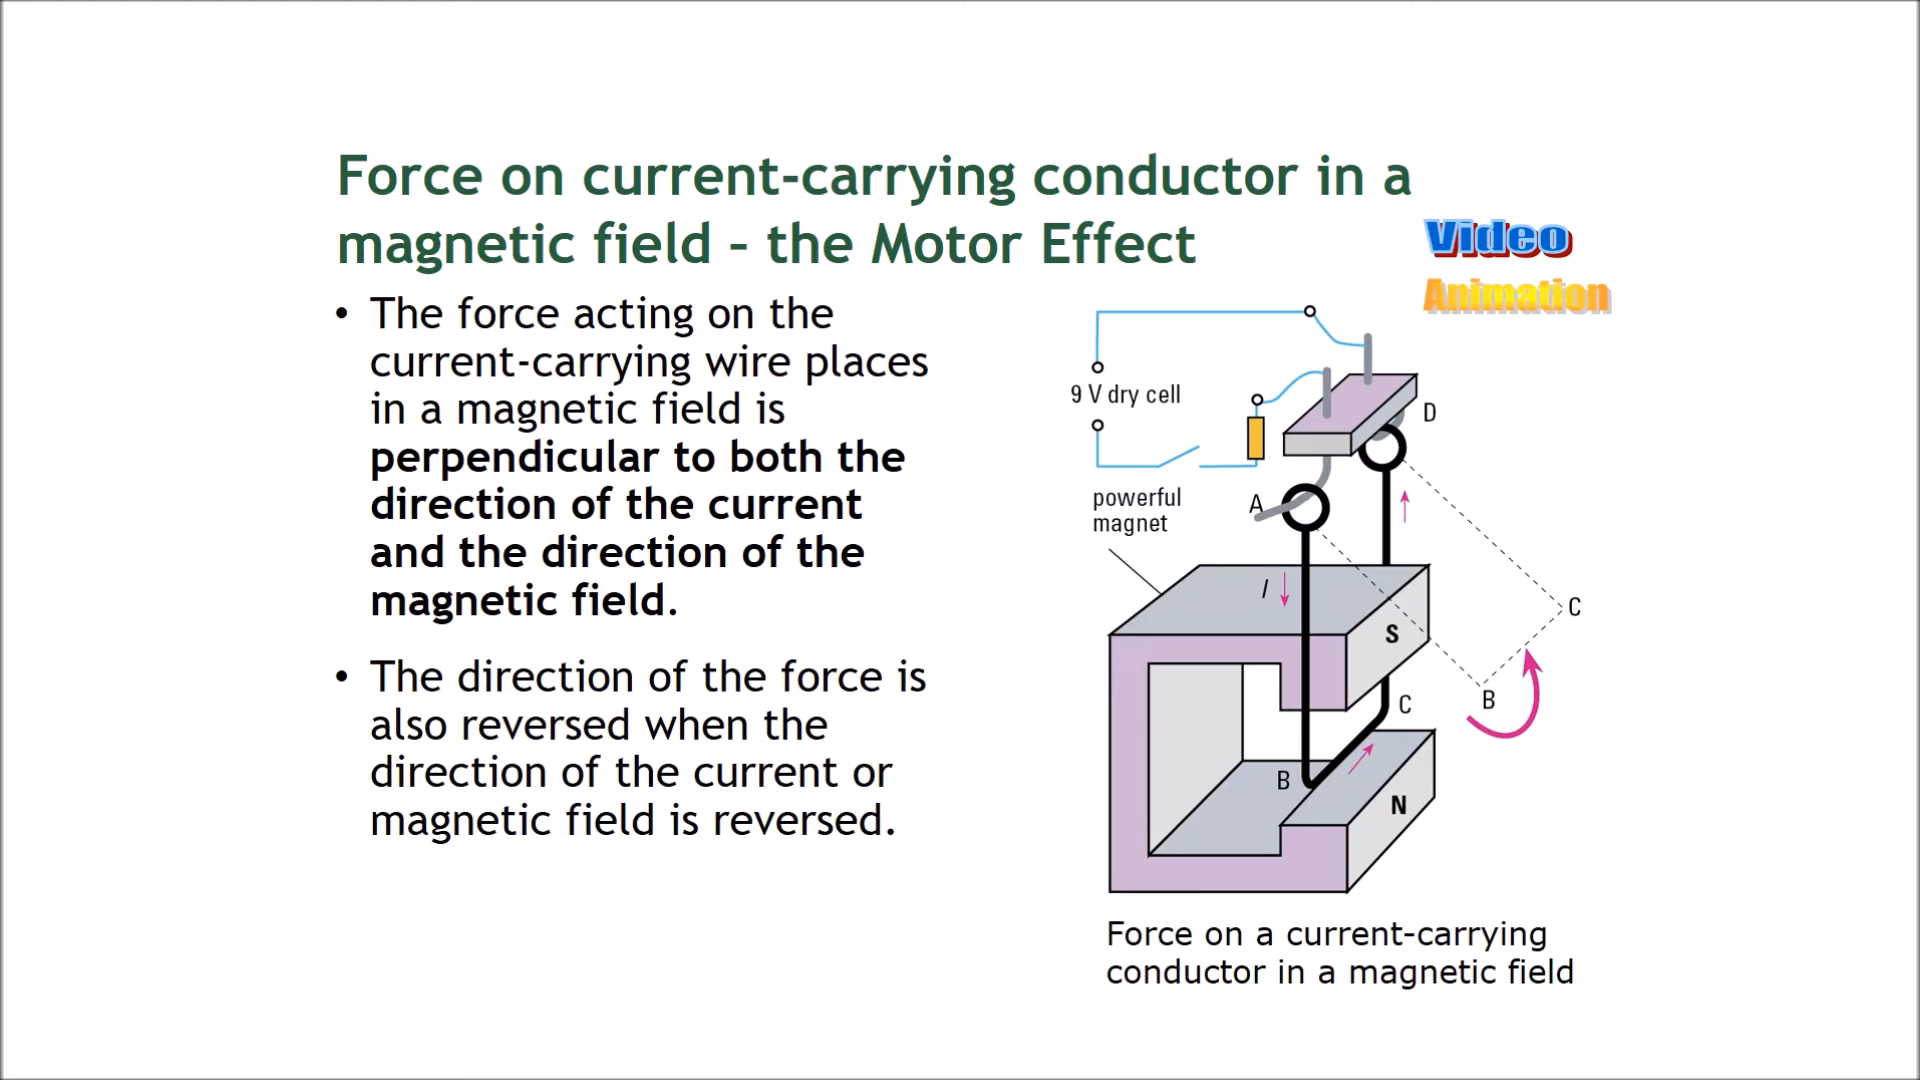 Force on current-carrying conductor in a
magnetic field – the Motor Effect
Video
Animation
• The force acting on the
current-carrying wire places
in a magnetic field is
perpendicular to both the
direction of the current
and the direction of the
magnetic field.
• The direction of the force is
also reversed when the
direction of the current or
magnetic field is reversed.
9 V dry cell
D
powerful
magnet
A
I
S
C
B
C
B
N
Force on a current-carrying
conductor in a magnetic field